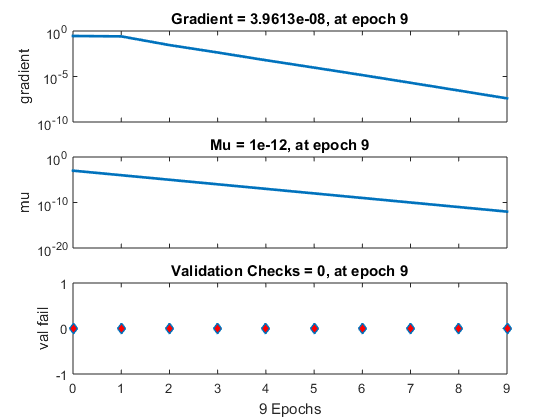 Gradient = 3.9613e-08, at epoch 9
10^0
10^-5
10^-10
gradient
Mu = 1e-12, at epoch 9
10^0
10^-10
10^-20
mu
Validation Checks = 0, at epoch 9
1
0
-1
val fail
0 1 2 3 4 5 6 7 8 9
9 Epochs